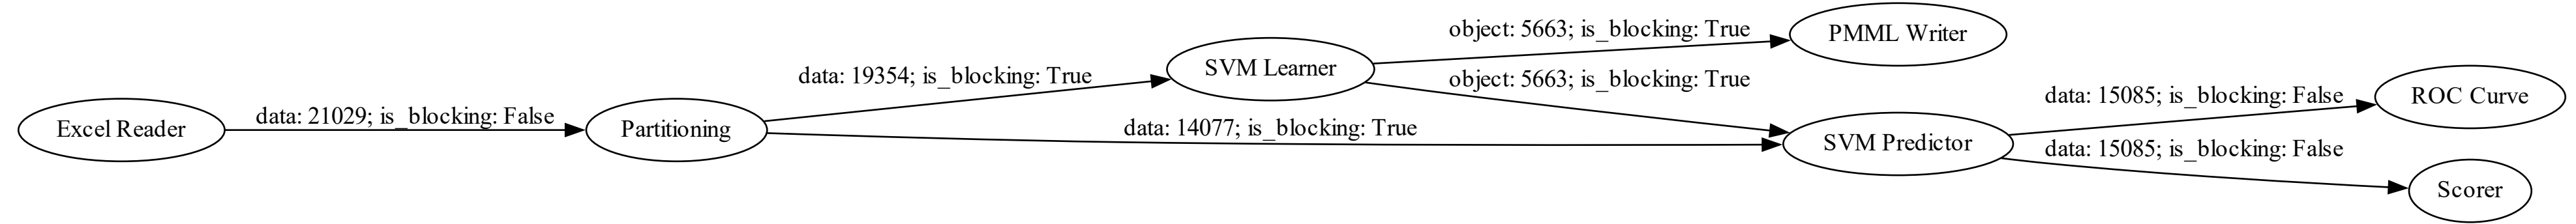 Excel Reader
data: 21029; is_blocking: False
Partitioning
data: 19354; is_blocking: True
data: 14077; is_blocking: True
SVM Learner
object: 5663; is_blocking: True
object: 5663; is_blocking: True
PMML Writer
SVM Predictor
data: 15085; is_blocking: False
data: 15085; is_blocking: False
ROC Curve
Scorer